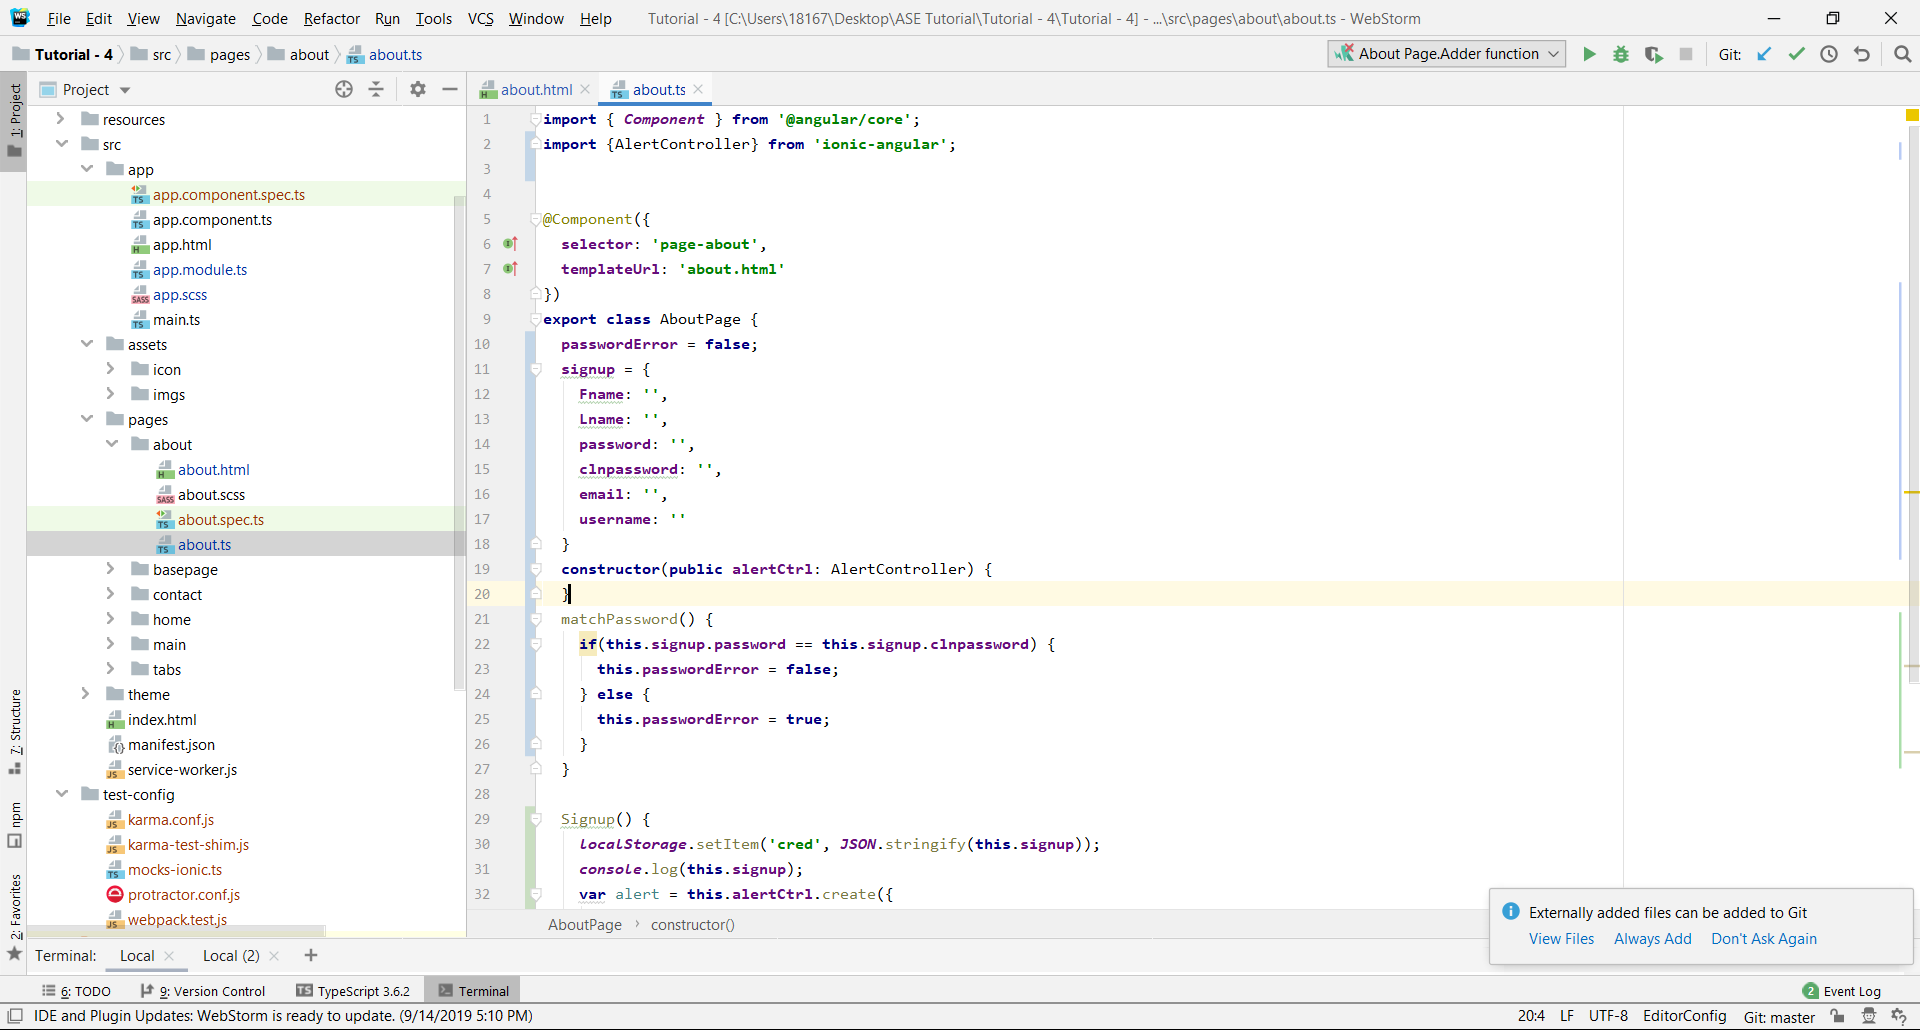 WS File Edit View Navigate Code Refactor Run Tools VCS Window Help Tutorial - 4 [C:\Users\18167\Desktop\ASE Tutorial\Tutorial - 4\Tutorial - 4] - ...\src\pages\about\about.ts - WebStorm
Tutorial - 4 src pages about about.ts About Page.Adder function Git:
1: Project
Project
about.html about.ts
resources
src
app
app.component.spec.ts
app.component.ts
app.html
app.module.ts
app.scss
main.ts
assets
icon
imgs
pages
about
about.html
about.scss
about.spec.ts
about.ts
basepage
contact
home
main
tabs
theme
index.html
manifest.json
service-worker.js
test-config
karma.conf.js
karma-test-shim.js
mocks-ionic.ts
protractor.conf.js
webpack.test.js
7: Structure
npm
2: Favorites
1 import { Component } from '@angular/core';
2 import {AlertController} from 'ionic-angular';
3
4
5 @Component({
6 selector: 'page-about',
7 templateUrl: 'about.html'
8 })
9 export class AboutPage {
10 passwordError = false;
11 signup = {
12 Fname: '',
13 Lname: '',
14 password: '',
15 clnpassword: '',
16 email: '',
17 username: ''
18 }
19 constructor(public alertCtrl: AlertController) {
20 }
21 matchPassword() {
22 if(this.signup.password == this.signup.clnpassword) {
23 this.passwordError = false;
24 } else {
25 this.passwordError = true;
26 }
27 }
28
29 Signup() {
30 localStorage.setItem('cred', JSON.stringify(this.signup));
31 console.log(this.signup);
32 var alert = this.alertCtrl.create({
AboutPage › constructor()
Externally added files can be added to Git
View Files Always Add Don't Ask Again
Terminal: Local Local (2)
6: TODO 9: Version Control TypeScript 3.6.2 Terminal 2 Event Log
IDE and Plugin Updates: WebStorm is ready to update. (9/14/2019 5:10 PM) 20:4 LF UTF-8 EditorConfig Git: master